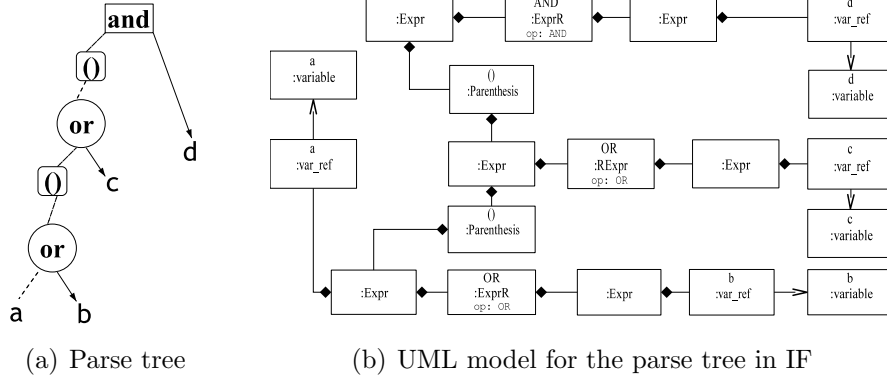 and
()
or
()
c
d
or
a
b
:Expr
AND
:ExprR
op: AND
:Expr
d
:var_ref
a
:variable
()
:Parenthesis
d
:variable
a
:var_ref
:Expr
OR
:RExpr
op: OR
:Expr
c
:var_ref
()
:Parenthesis
c
:variable
:Expr
OR
:ExprR
op: OR
:Expr
b
:var_ref
b
:variable
(a) Parse tree
(b) UML model for the parse tree in IF